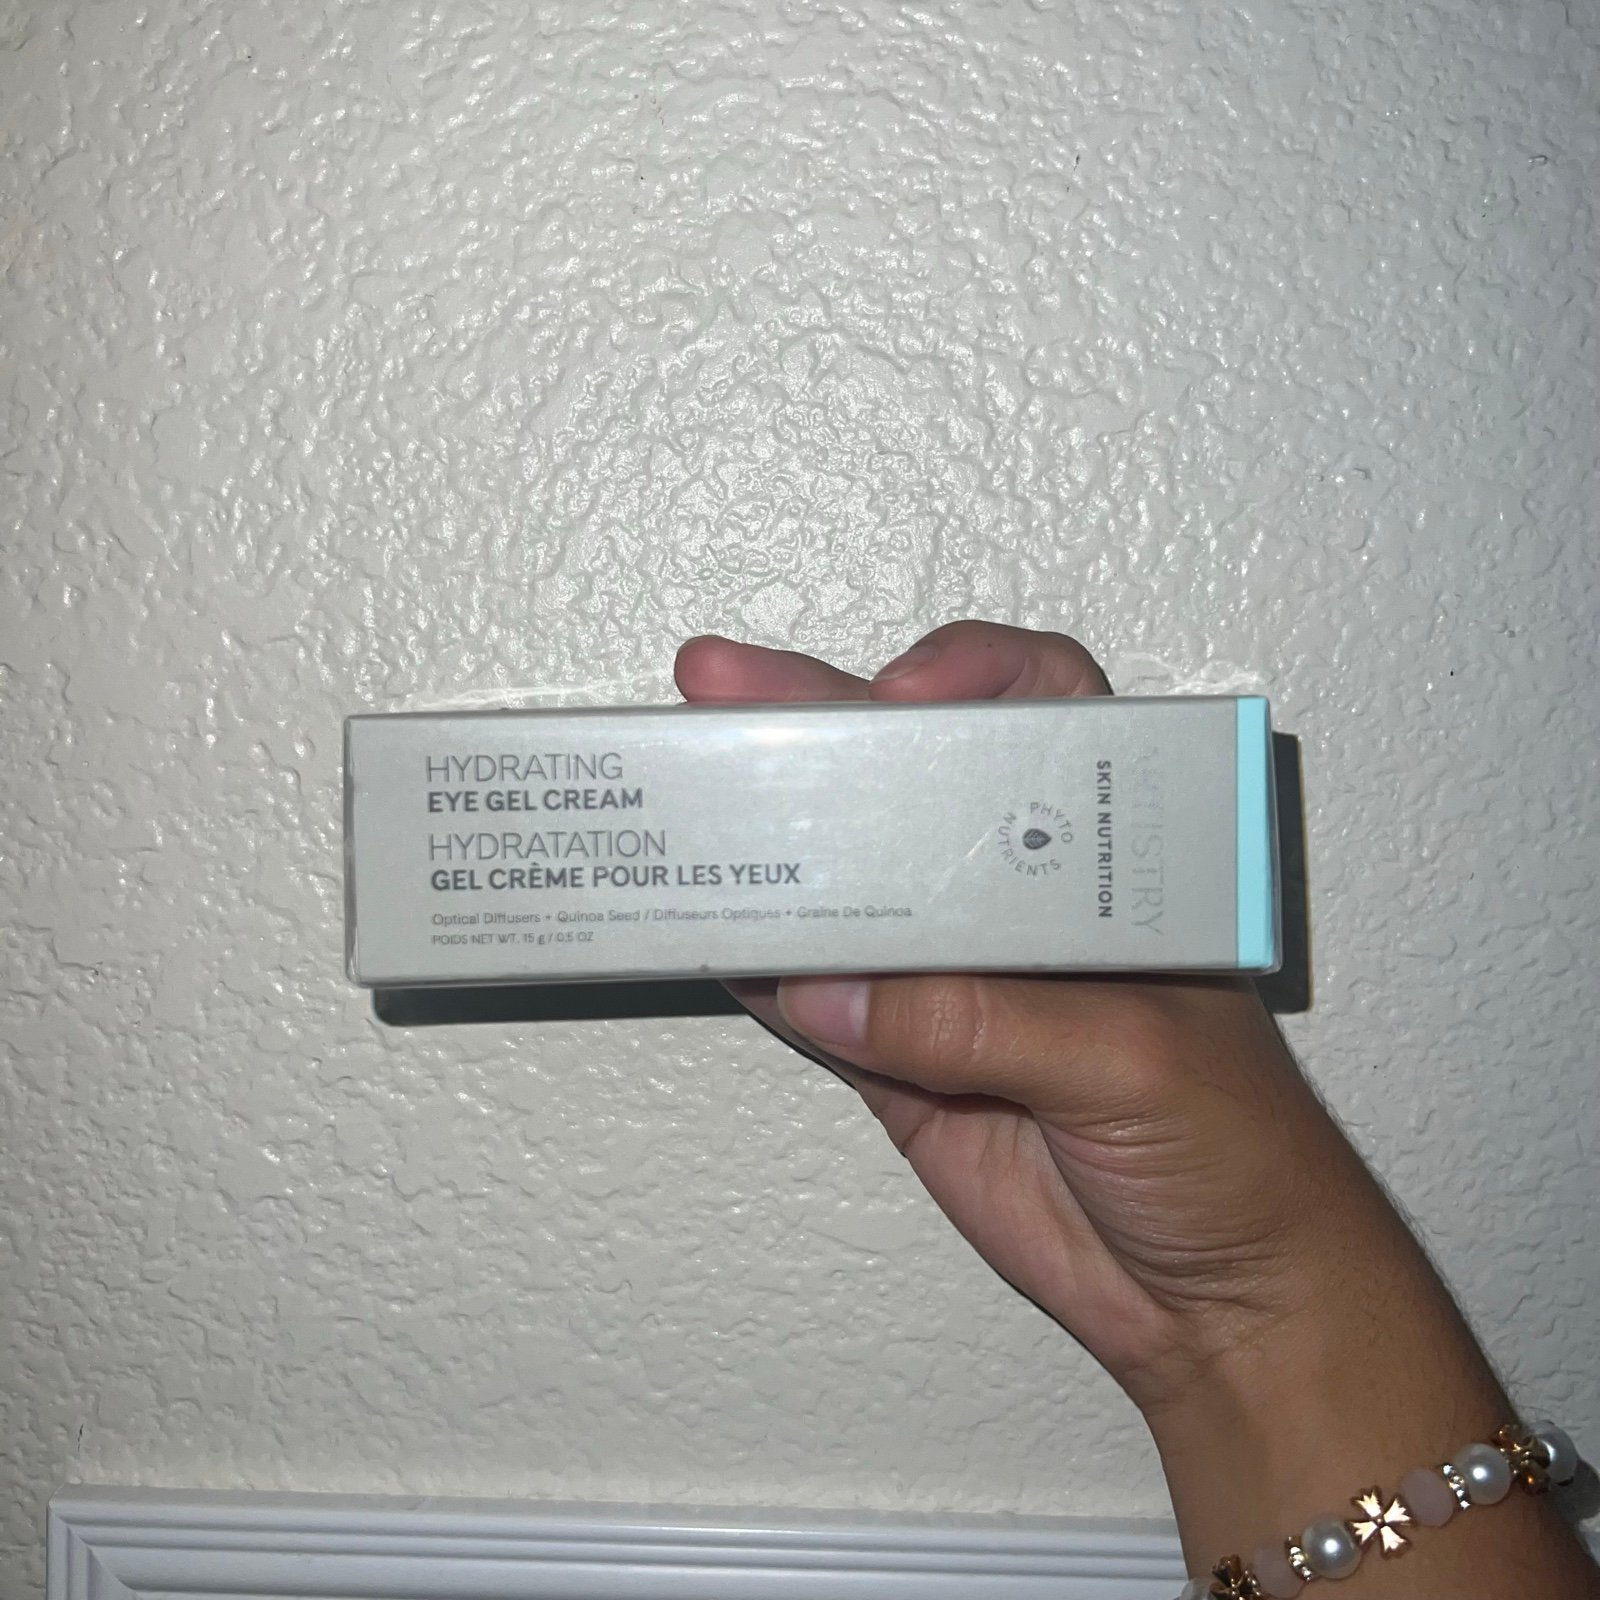 HYDRATING
EYE GEL CREAM
HYDRATATION
GEL CRÈME POUR LES YEUX
Optical Diffusers + Quinoa Seed / Diffuseurs Optiques + Graine De Quinoa
POIDS NET WT. 15 g / 0.5 OZ
PHYTO
NUTRIENTS
ARTISTRY
SKIN NUTRITION